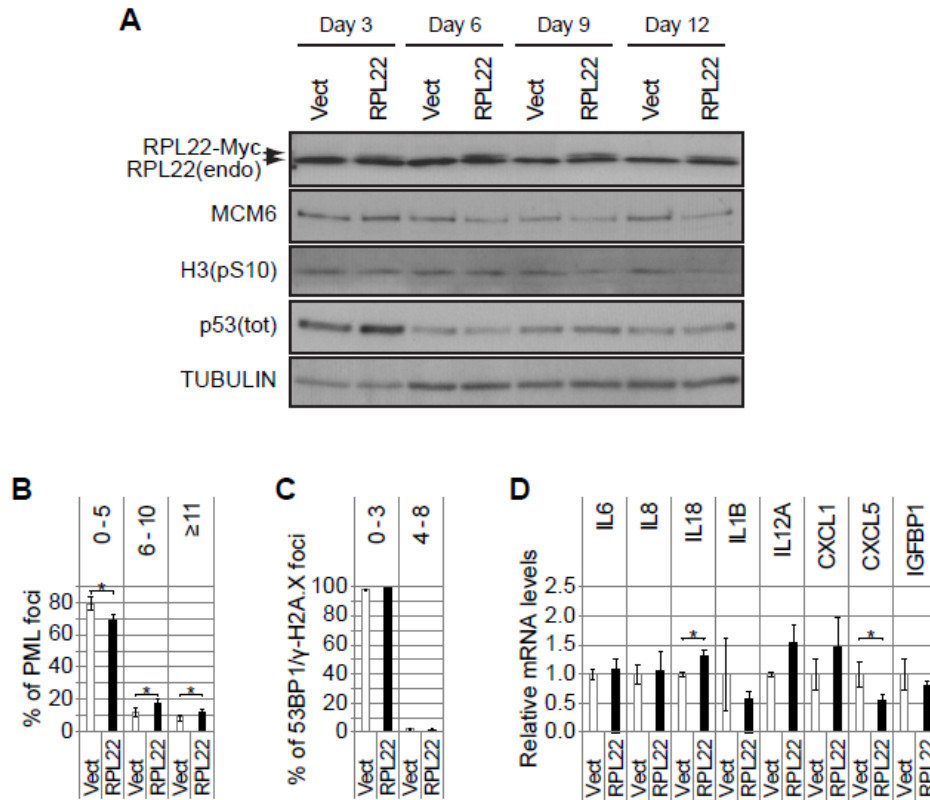 A
Day 3 Day 6 Day 9 Day 12
Vect RPL22 Vect RPL22 Vect RPL22 Vect RPL22
RPL22-Myc
RPL22(endo)
MCM6
H3(pS10)
p53(tot)
TUBULIN
B
0 - 5 6 - 10 ≥11
% of PML foci
80
60
40
20
0
* * *
Vect RPL22 Vect RPL22 Vect RPL22
C
0 - 3 4 - 8
% of 53BP1/γ-H2A.X foci
100
80
60
40
20
0
Vect RPL22 Vect RPL22
D
IL6 IL8 IL18 IL1B IL12A CXCL1 CXCL5 IGFBP1
Relative mRNA levels
2.5
2.0
1.5
1.0
0.5
0.0
* *
Vect RPL22 Vect RPL22 Vect RPL22 Vect RPL22 Vect RPL22 Vect RPL22 Vect RPL22 Vect RPL22